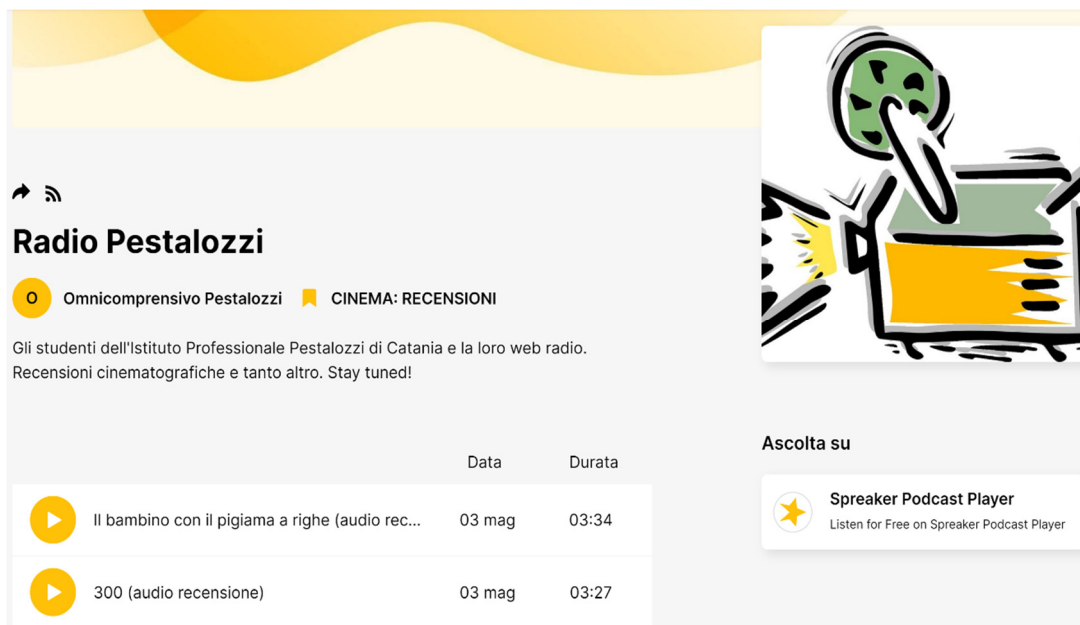 Radio Pestalozzi
O Omnicomprensivo Pestalozzi CINEMA: RECENSIONI
Gli studenti dell'Istituto Professionale Pestalozzi di Catania e la loro web radio.
Recensioni cinematografiche e tanto altro. Stay tuned!
Data Durata
Il bambino con il pigiama a righe (audio rec... 03 mag 03:34
300 (audio recensione) 03 mag 03:27
Ascolta su
Spreaker Podcast Player
Listen for Free on Spreaker Podcast Player